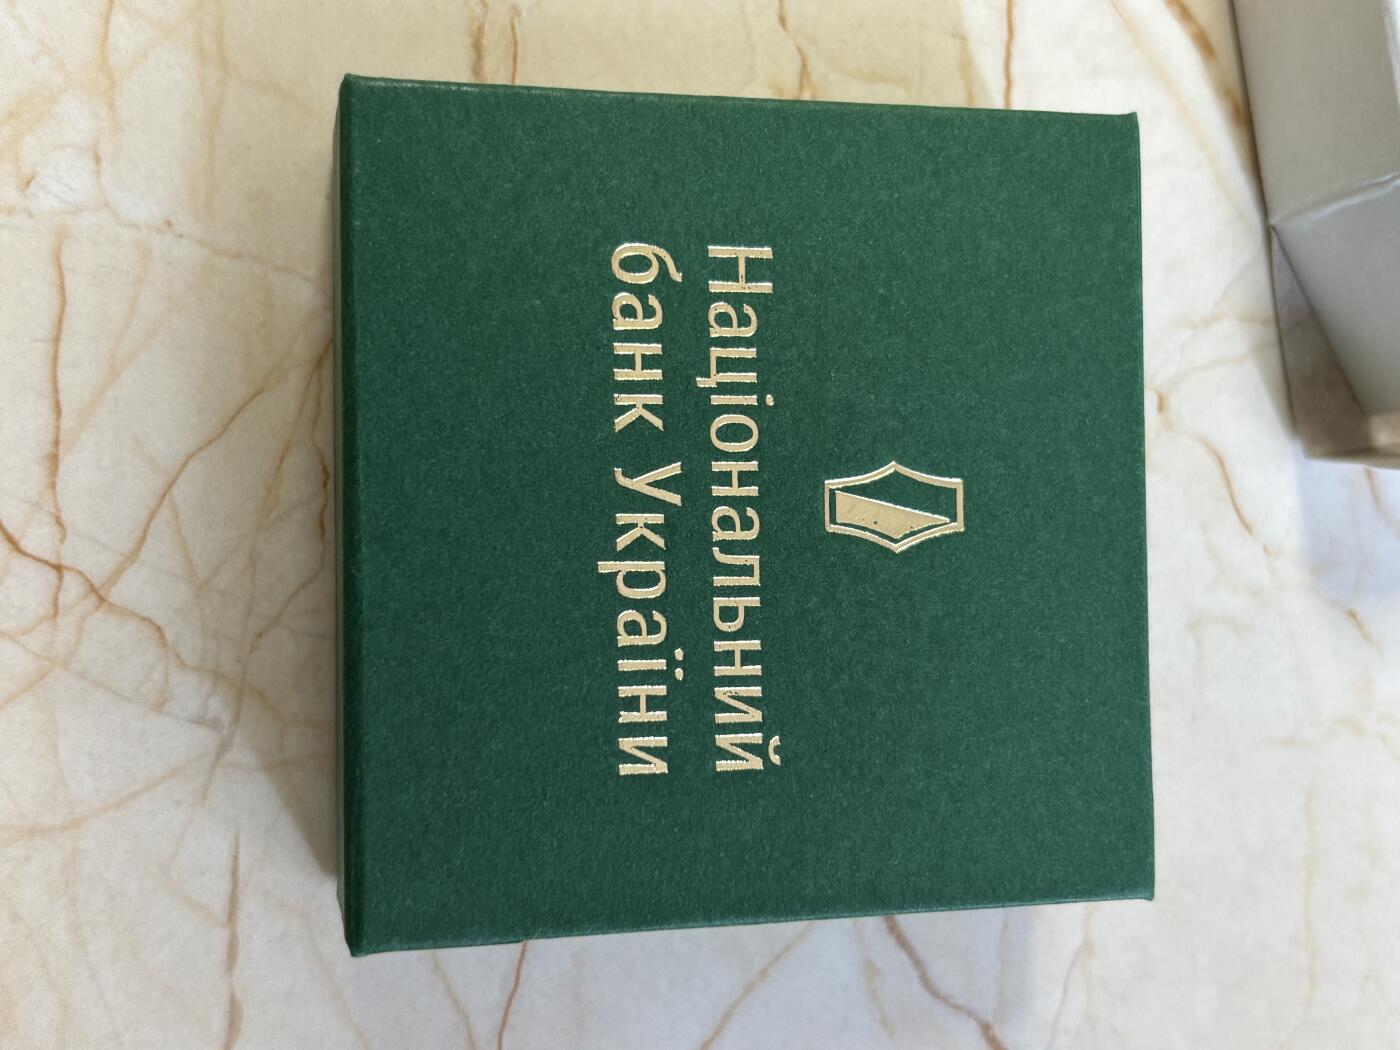 Національний
банк України